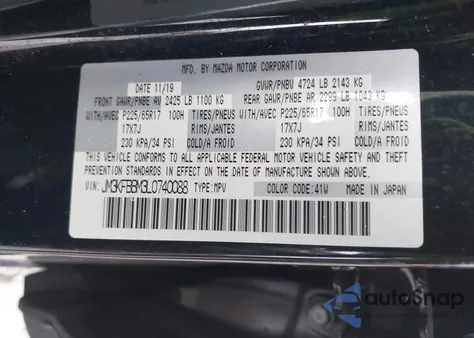 MFD. BY MAZDA MOTOR CORPORATION
DATE 11/19 GVWR/PNBV 4724 LB 2143 KG
FRONT GAWR/PNBE AV 2425 LB 1100 KG REAR GAWR/PNBE AR 2299 LB 1043 KG
WITH/AVEC P225/65R17 100H TIRES/PNEUS WITH/AVEC P225/65R17 100H TIRES/PNEUS
17X7J RIMS/JANTES 17X7J RIMS/JANTES
230 KPA/34 PSI COLD/A FROID 230 KPA/34 PSI COLD/A FROID
THIS VEHICLE CONFORMS TO ALL APPLICABLE FEDERAL MOTOR VEHICLE SAFETY, BUMPER, AND THEFT
PREVENTION STANDARDS IN EFFECT ON THE DATE OF MANUFACTURE SHOWN ABOVE.
VIN: JM3KFBBM3L0740088 TYPE: MPV COLOR CODE: 41W MADE IN JAPAN
autoSnap